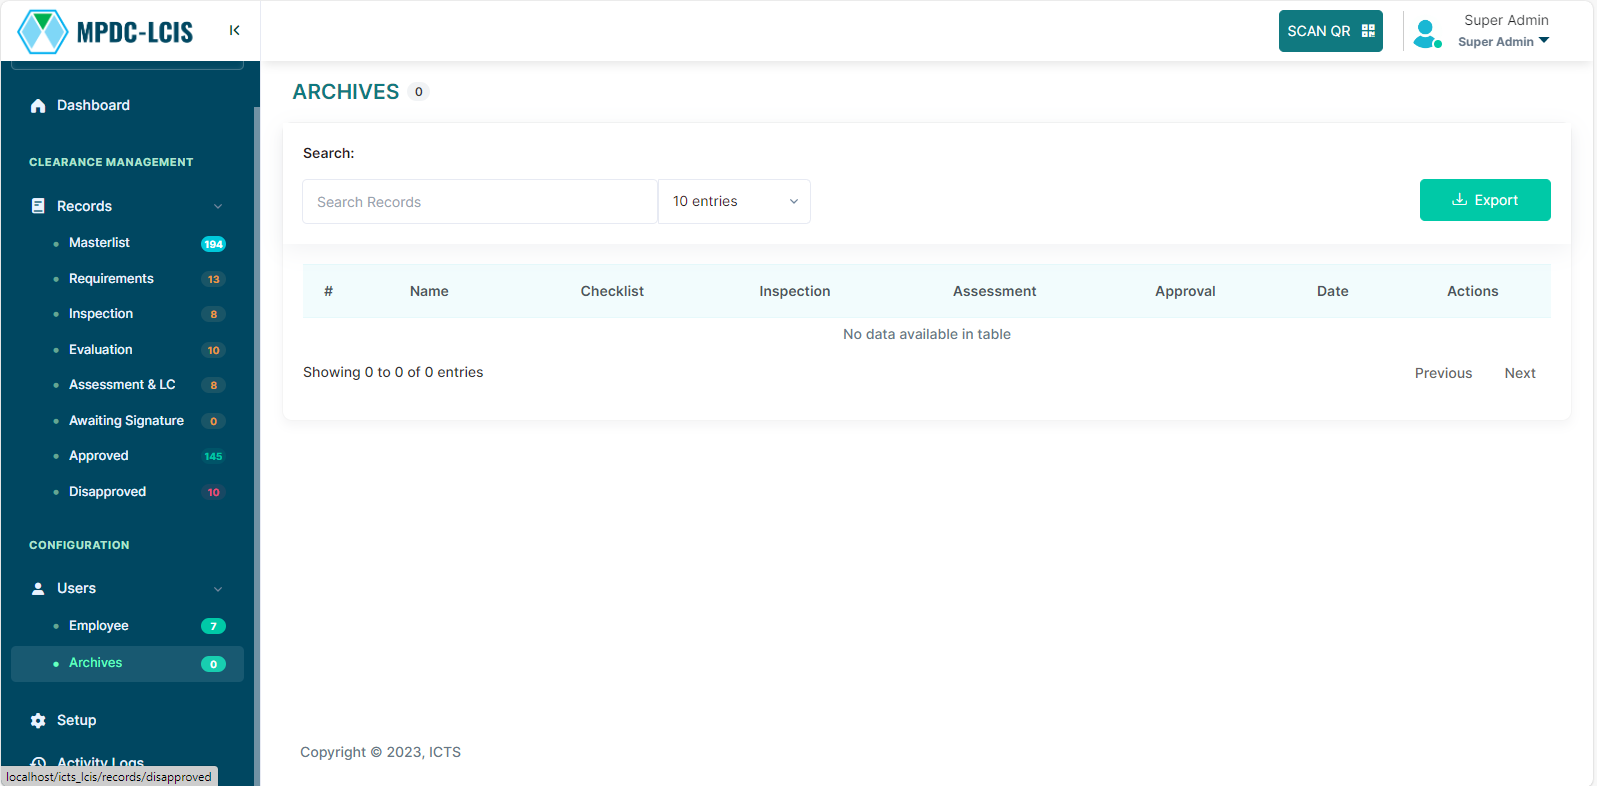 MPDC-LCIS
SCAN QR
Super Admin
Super Admin
Dashboard
CLEARANCE MANAGEMENT
Records
Masterlist 194
Requirements 13
Inspection 8
Evaluation 10
Assessment & LC 8
Awaiting Signature 0
Approved 145
Disapproved 10
CONFIGURATION
Users
Employee 7
Archives 0
Setup
Activity Logs
localhost/icts_lcis/records/disapproved
ARCHIVES 0
Search:
Search Records
10 entries
Export
# Name Checklist Inspection Assessment Approval Date Actions
No data available in table
Showing 0 to 0 of 0 entries
Previous Next
Copyright © 2023, ICTS